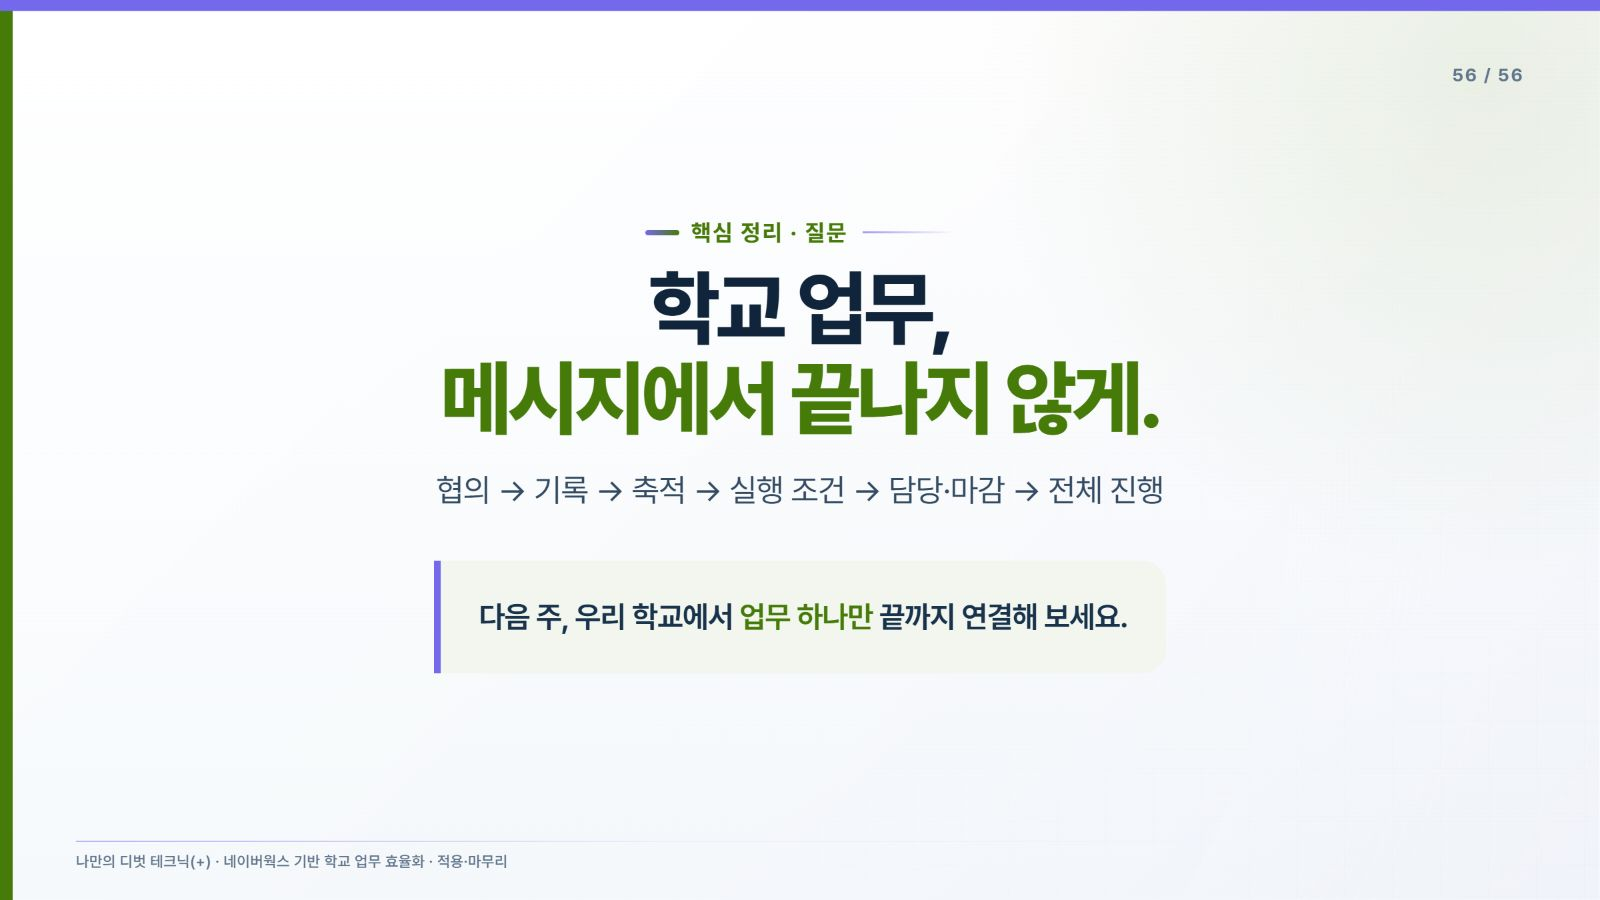 56 / 56
핵심 정리 · 질문
학교 업무,
메시지에서 끝나지 않게.
협의 → 기록 → 축적 → 실행 조건 → 담당·마감 → 전체 진행
다음 주, 우리 학교에서 업무 하나만 끝까지 연결해 보세요.
나만의 디벗 테크닉(+) · 네이버웍스 기반 학교 업무 효율화 · 적용·마무리